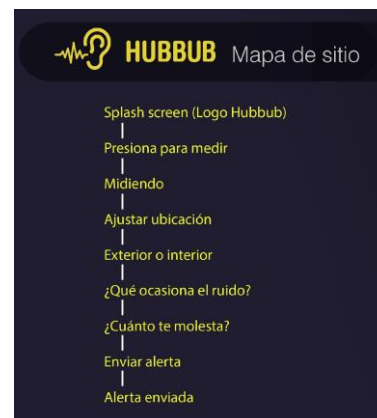 HUBBUB Mapa de sitio
Splash screen (Logo Hubbub)
Presiona para medir
Midiendo
Ajustar ubicación
Exterior o interior
¿Qué ocasiona el ruido?
¿Cuánto te molesta?
Enviar alerta
Alerta enviada